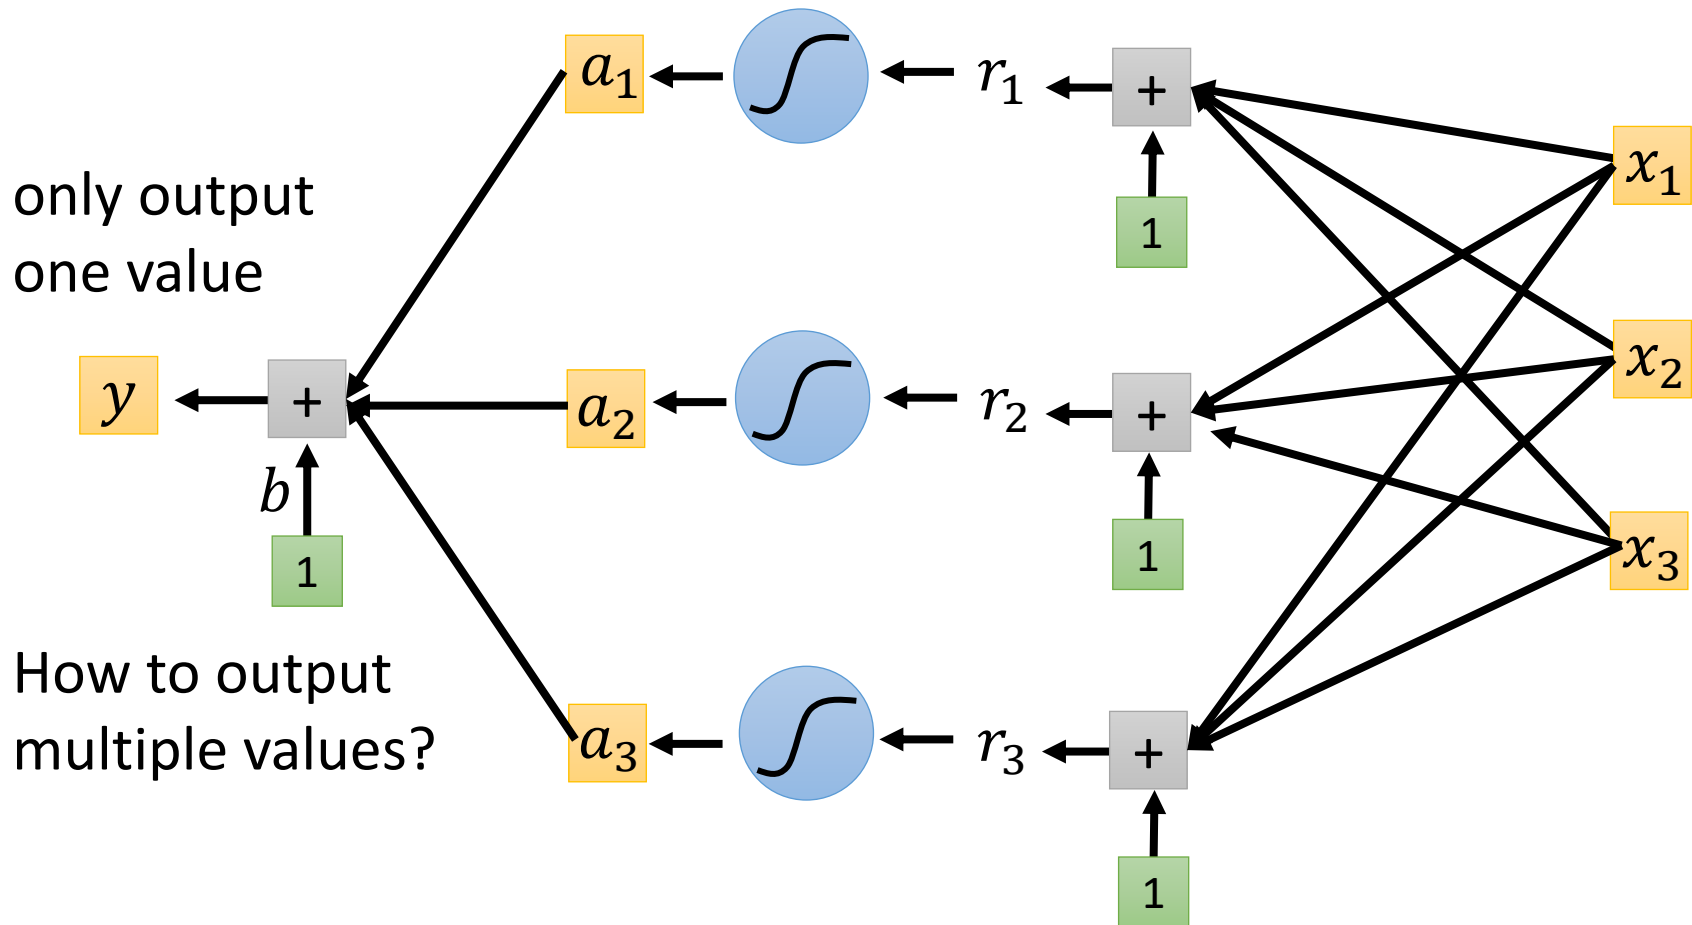 a₁
r₁
+
x₁
1
only output
one value
y
+
a₂
r₂
+
x₂
b
1
1
x₃
How to output
multiple values?
a₃
r₃
+
1